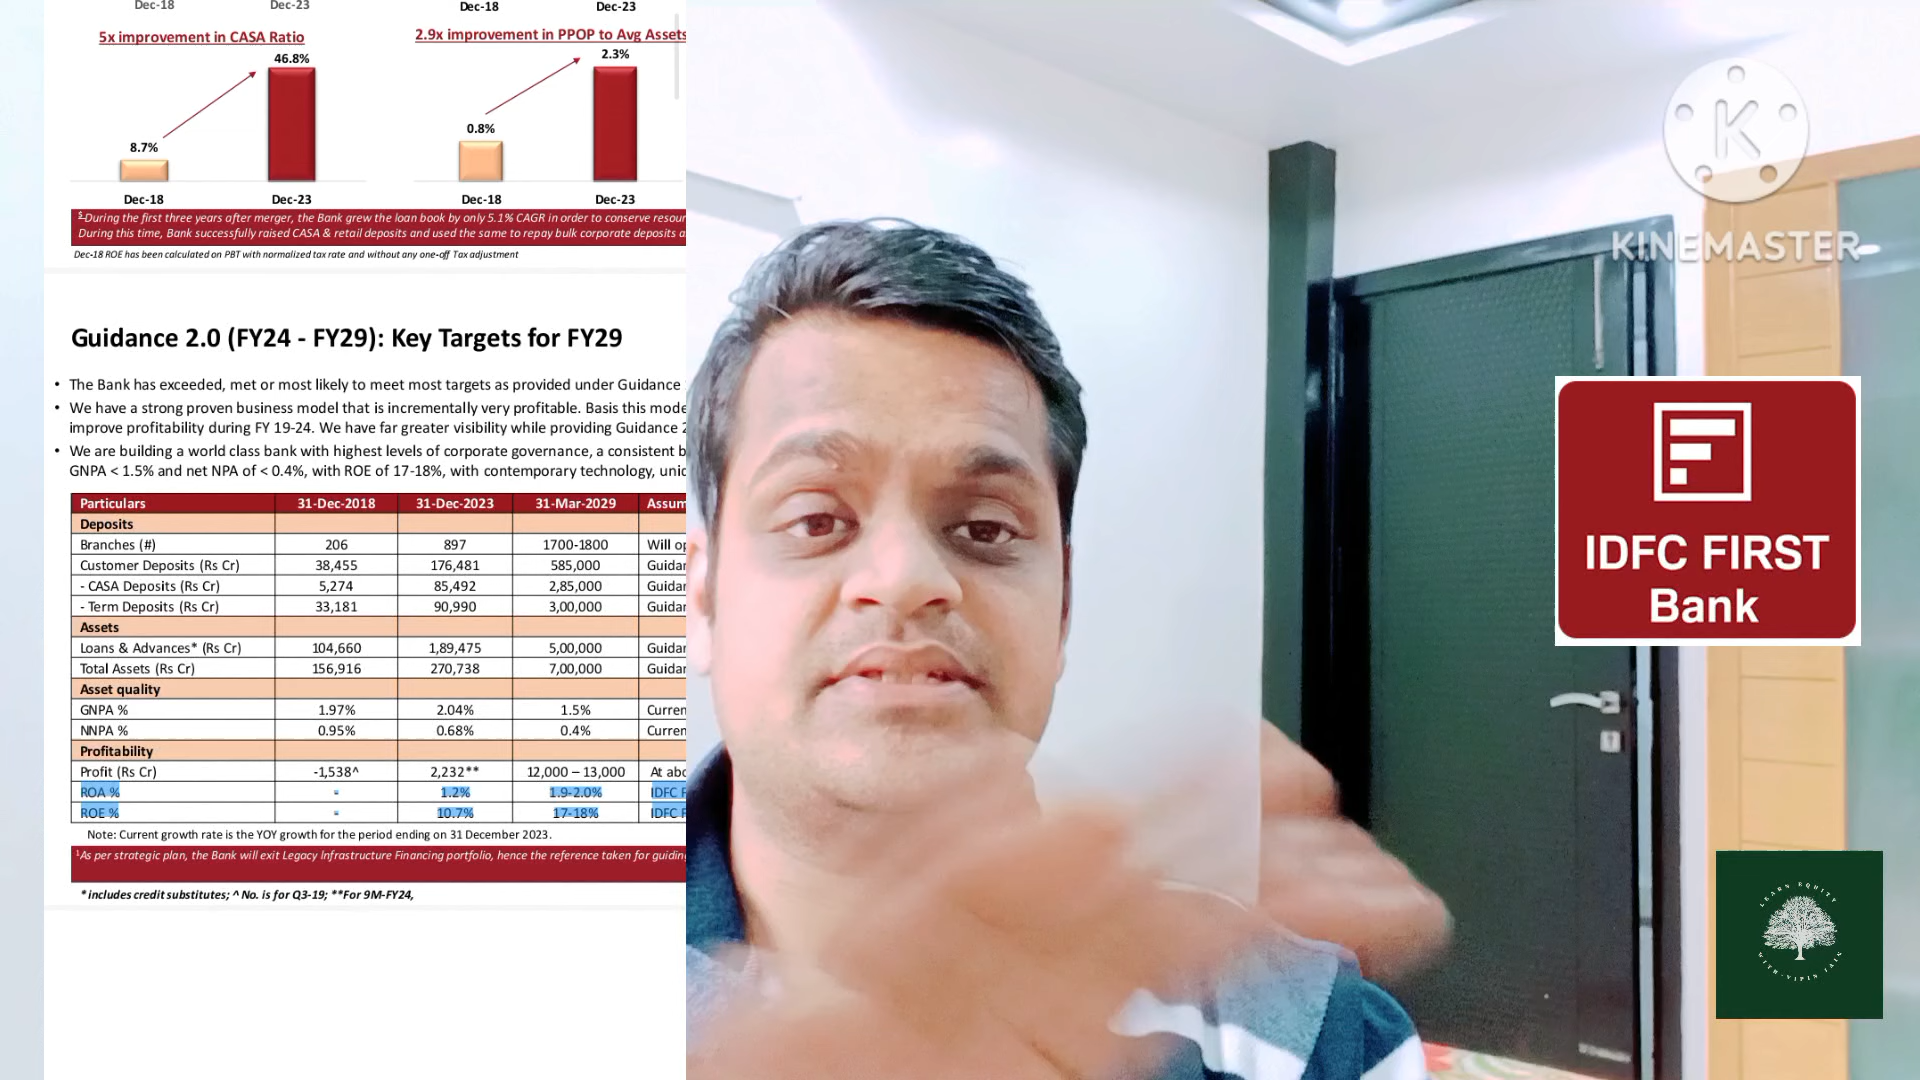 Dec-18 Dec-23 Dec-18 Dec-23
5x improvement in CASA Ratio
2.9x improvement in PPOP to Avg Assets
46.8%
2.3%
8.7%
0.8%
Dec-18 Dec-23 Dec-18 Dec-23
$ During the first three years after merger, the Bank grew the loan book by only 5.1% CAGR in order to conserve
During this time, Bank successfully raised CASA & retail deposits and used the same to repay bulk corporate deposits
Dec-18 ROE has been calculated on PBT with normalized tax rate and without any one-off Tax adjustment
Guidance 2.0 (FY24 - FY29): Key Targets for FY29
• The Bank has exceeded, met or most likely to meet most targets as provided under Guidance
• We have a strong proven business model that is incrementally very profitable. Basis this
improve profitability during FY 19-24. We have far greater visibility while providing Guidance
• We are building a world class bank with highest levels of corporate governance, a consistent
GNPA < 1.5% and net NPA of < 0.4%, with ROE of 17-18%, with contemporary technology,
Particulars 31-Dec-2018 31-Dec-2023 31-Mar-2029
Deposits
Branches (#) 206 897 1700-1800 Will
Customer Deposits (Rs Cr) 38,455 176,481 585,000
- CASA Deposits (Rs Cr) 5,274 85,492 2,85,000
- Term Deposits (Rs Cr) 33,181 90,990 3,00,000
Assets
Loans & Advances* (Rs Cr) 104,660 1,89,475 5,00,000
Total Assets (Rs Cr) 156,916 270,738 7,00,000
Asset quality
GNPA % 1.97% 2.04% 1.5%
NNPA % 0.95% 0.68% 0.4%
Profitability
Profit (Rs Cr) -1,538^ 2,232** 12,000 – 13,000 At
ROA % - 1.2% 1.9-2.0% IDFC
ROE % - 10.7% 17-18% IDFC
Note: Current growth rate is the YOY growth for the period ending on 31 December 2023.
¹As per strategic plan, the Bank will exit Legacy Infrastructure Financing portfolio, hence the reference taken for
* includes credit substitutes; ^ No. is for Q3-19; **For 9M-FY24,
K
KINEMASTER
IDFC FIRST
Bank
LEARN EQUITY
WITH-VIPIN JAIN